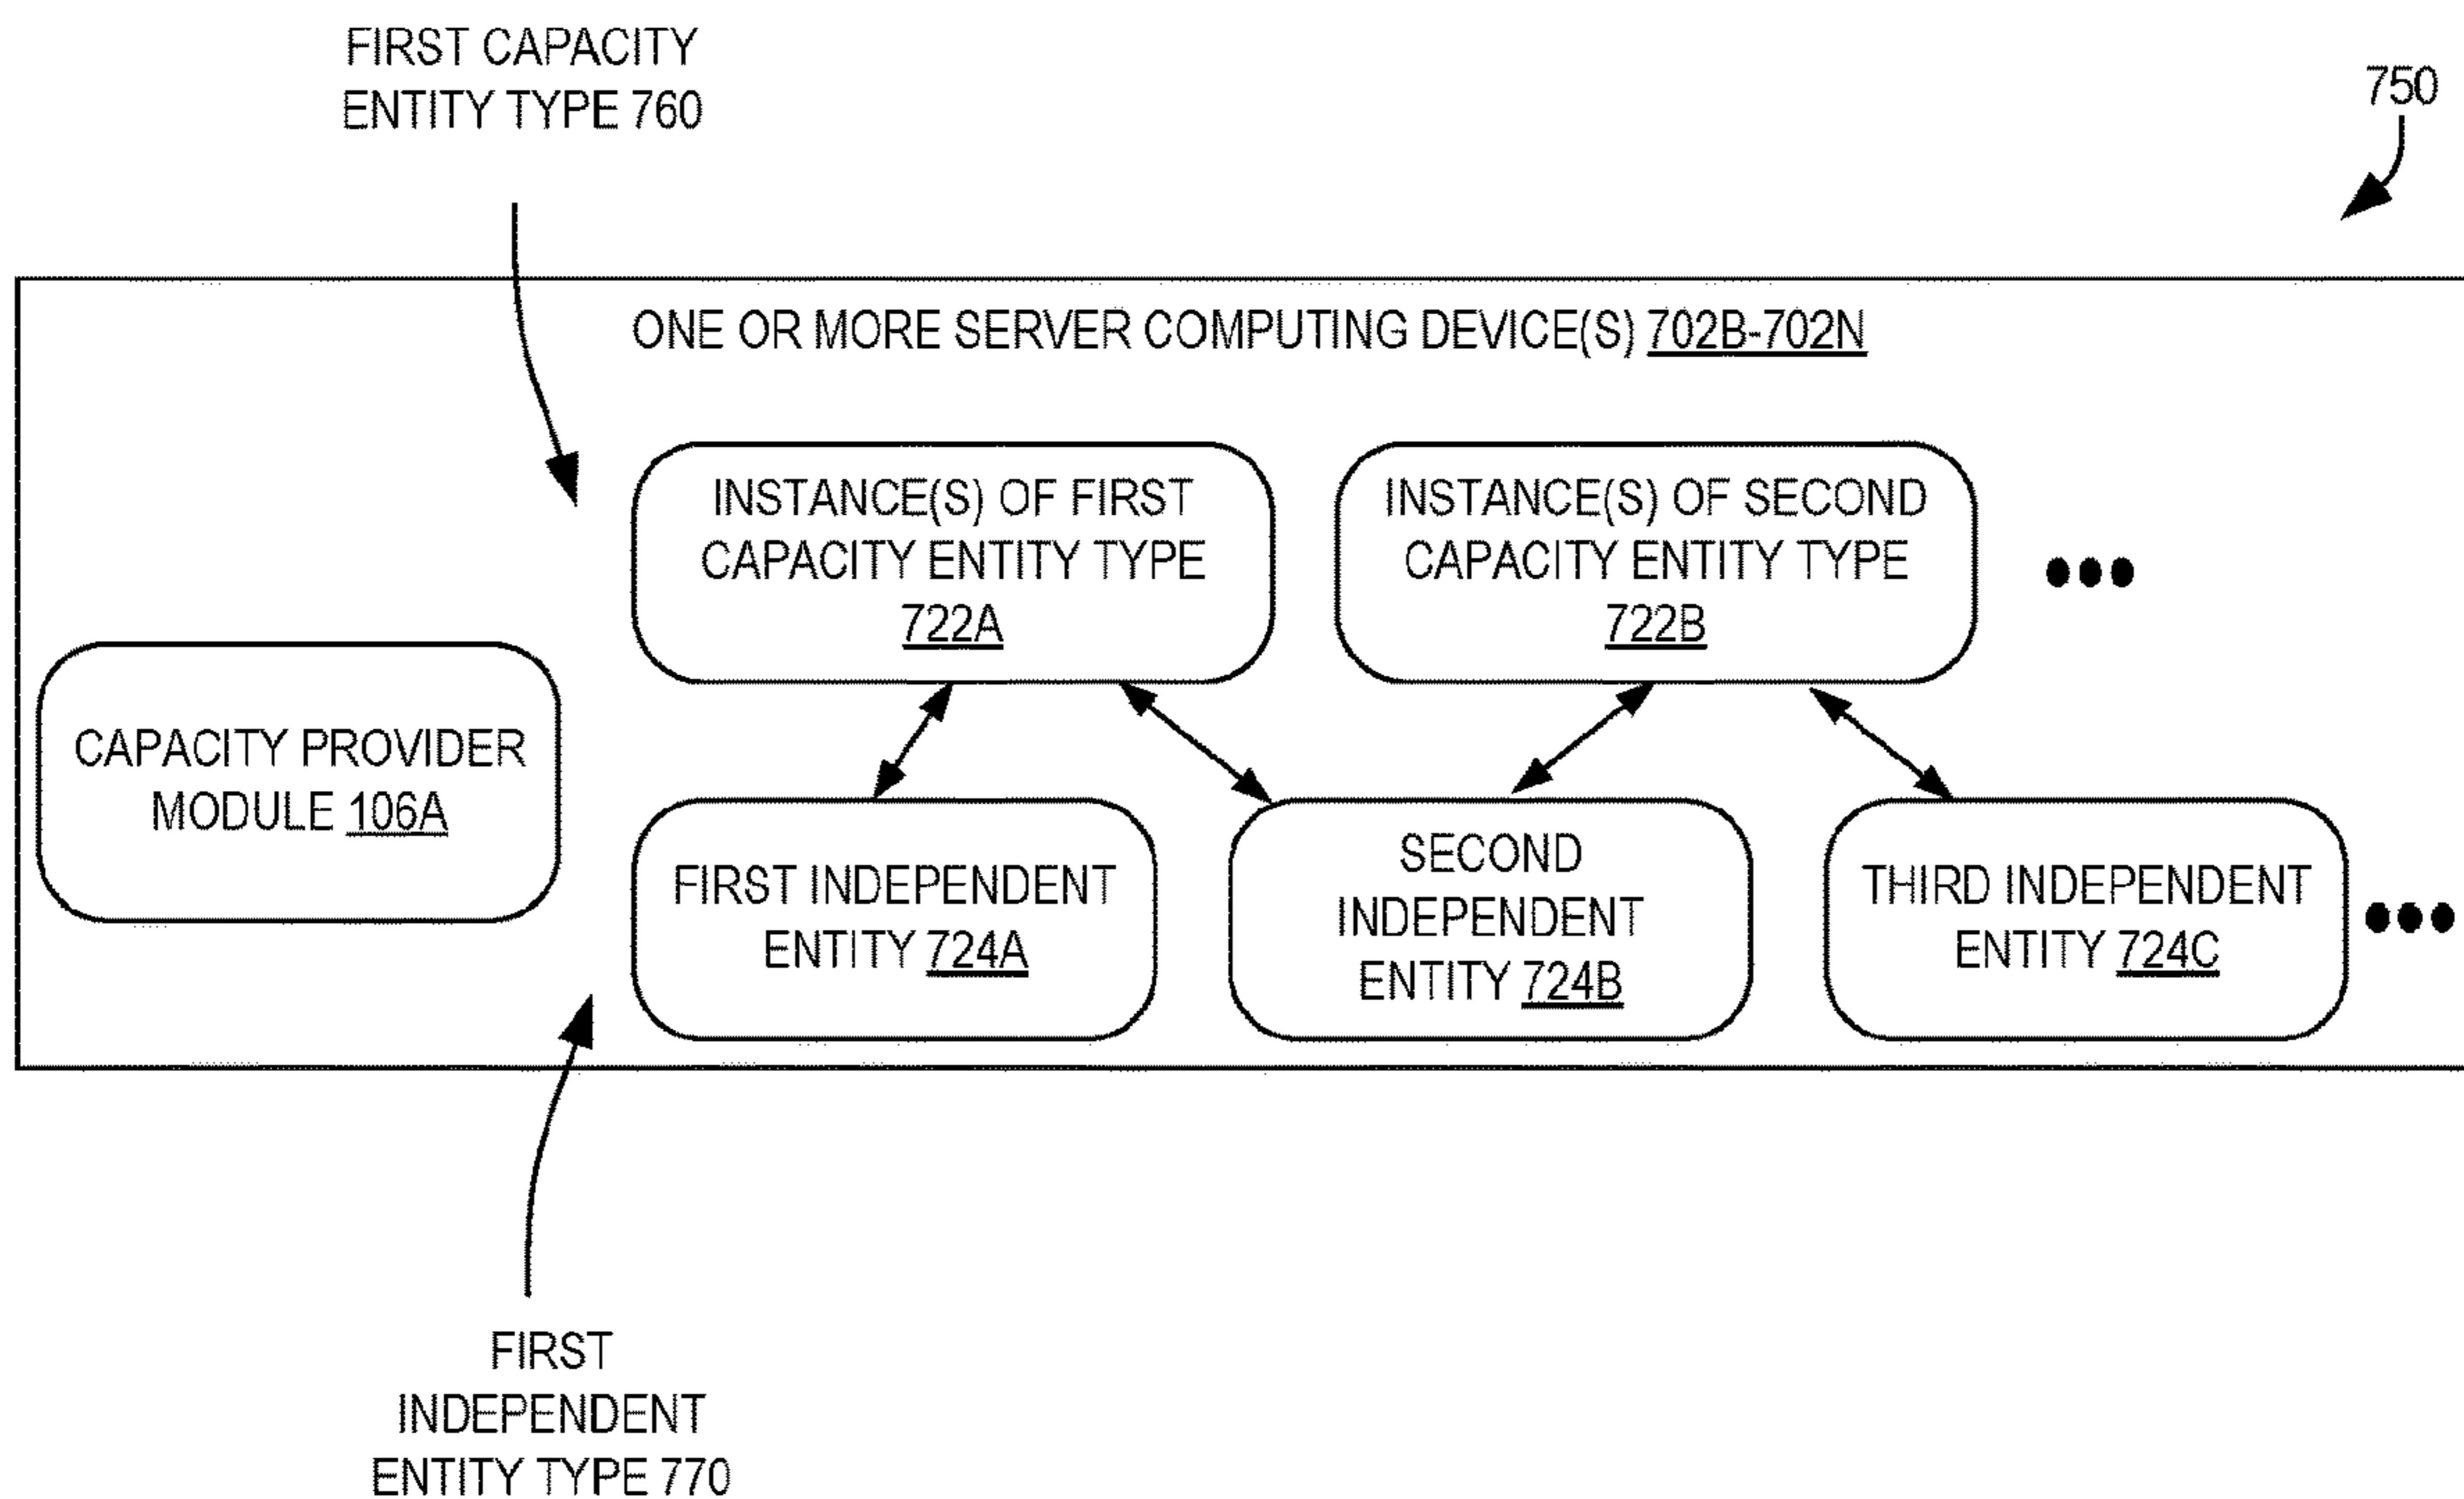 FIRST CAPACITY
ENTITY TYPE 760
750
ONE OR MORE SERVER COMPUTING DEVICE(S) 702B-702N
INSTANCE(S) OF FIRST
CAPACITY ENTITY TYPE
722A
INSTANCE(S) OF SECOND
CAPACITY ENTITY TYPE
722B
CAPACITY PROVIDER
MODULE 106A
FIRST INDEPENDENT
ENTITY 724A
SECOND
INDEPENDENT
ENTITY 724B
THIRD INDEPENDENT
ENTITY 724C
FIRST
INDEPENDENT
ENTITY TYPE 770